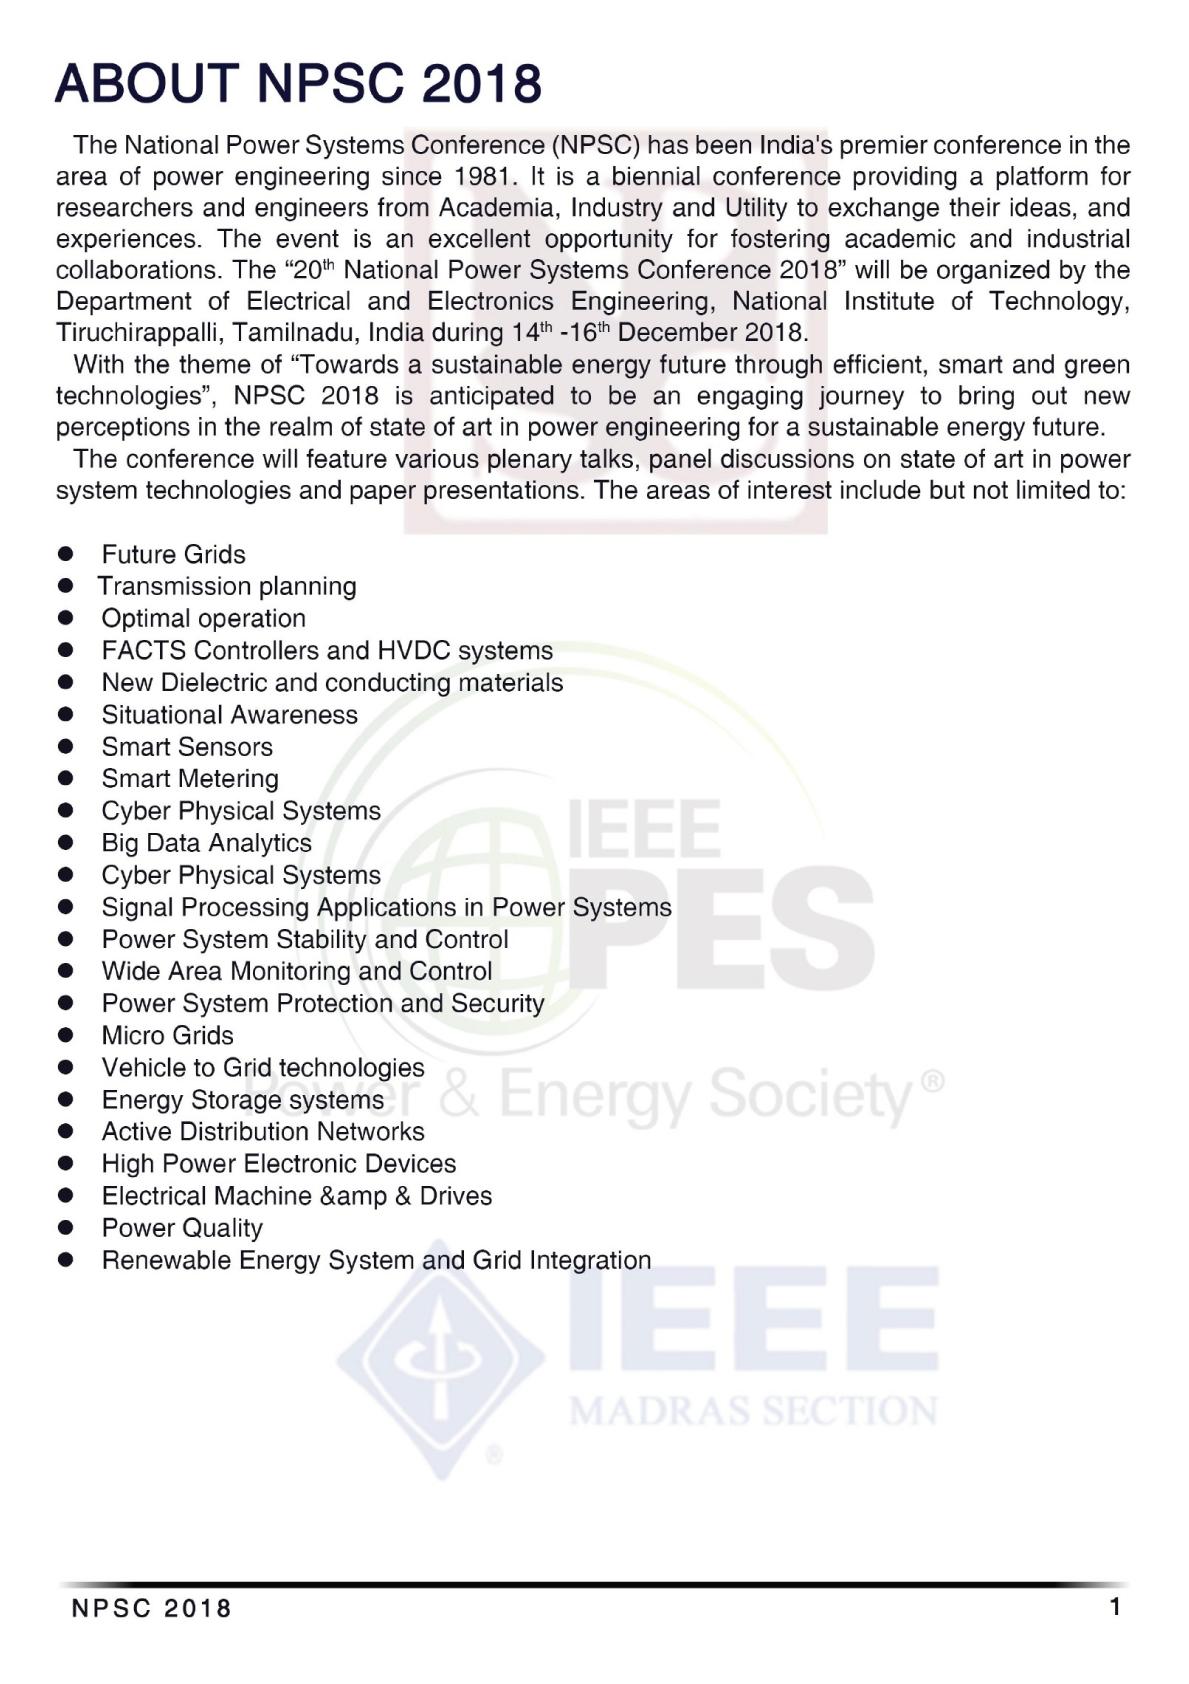 ABOUT NPSC 2018
The National Power Systems Conference (NPSC) has been India's premier conference in the
area of power engineering since 1981. It is a biennial conference providing a platform for
researchers and engineers from Academia, Industry and Utility to exchange their ideas, and
experiences. The event is an excellent opportunity for fostering academic and industrial
collaborations. The “20th National Power Systems Conference 2018” will be organized by the
Department of Electrical and Electronics Engineering, National Institute of Technology,
Tiruchirappalli, Tamilnadu, India during 14th -16th December 2018.
With the theme of “Towards a sustainable energy future through efficient, smart and green
technologies”, NPSC 2018 is anticipated to be an engaging journey to bring out new
perceptions in the realm of state of art in power engineering for a sustainable energy future.
The conference will feature various plenary talks, panel discussions on state of art in power
system technologies and paper presentations. The areas of interest include but not limited to:
● Future Grids
● Transmission planning
● Optimal operation
● FACTS Controllers and HVDC systems
● New Dielectric and conducting materials
● Situational Awareness
● Smart Sensors
● Smart Metering
● Cyber Physical Systems
● Big Data Analytics
● Cyber Physical Systems
● Signal Processing Applications in Power Systems
● Power System Stability and Control
● Wide Area Monitoring and Control
● Power System Protection and Security
● Micro Grids
● Vehicle to Grid technologies
● Energy Storage systems
● Active Distribution Networks
● High Power Electronic Devices
● Electrical Machine &amp & Drives
● Power Quality
● Renewable Energy System and Grid Integration
IEEE
PES
Power & Energy Society®
IEEE
MADRAS SECTION
®
NPSC 2018 1